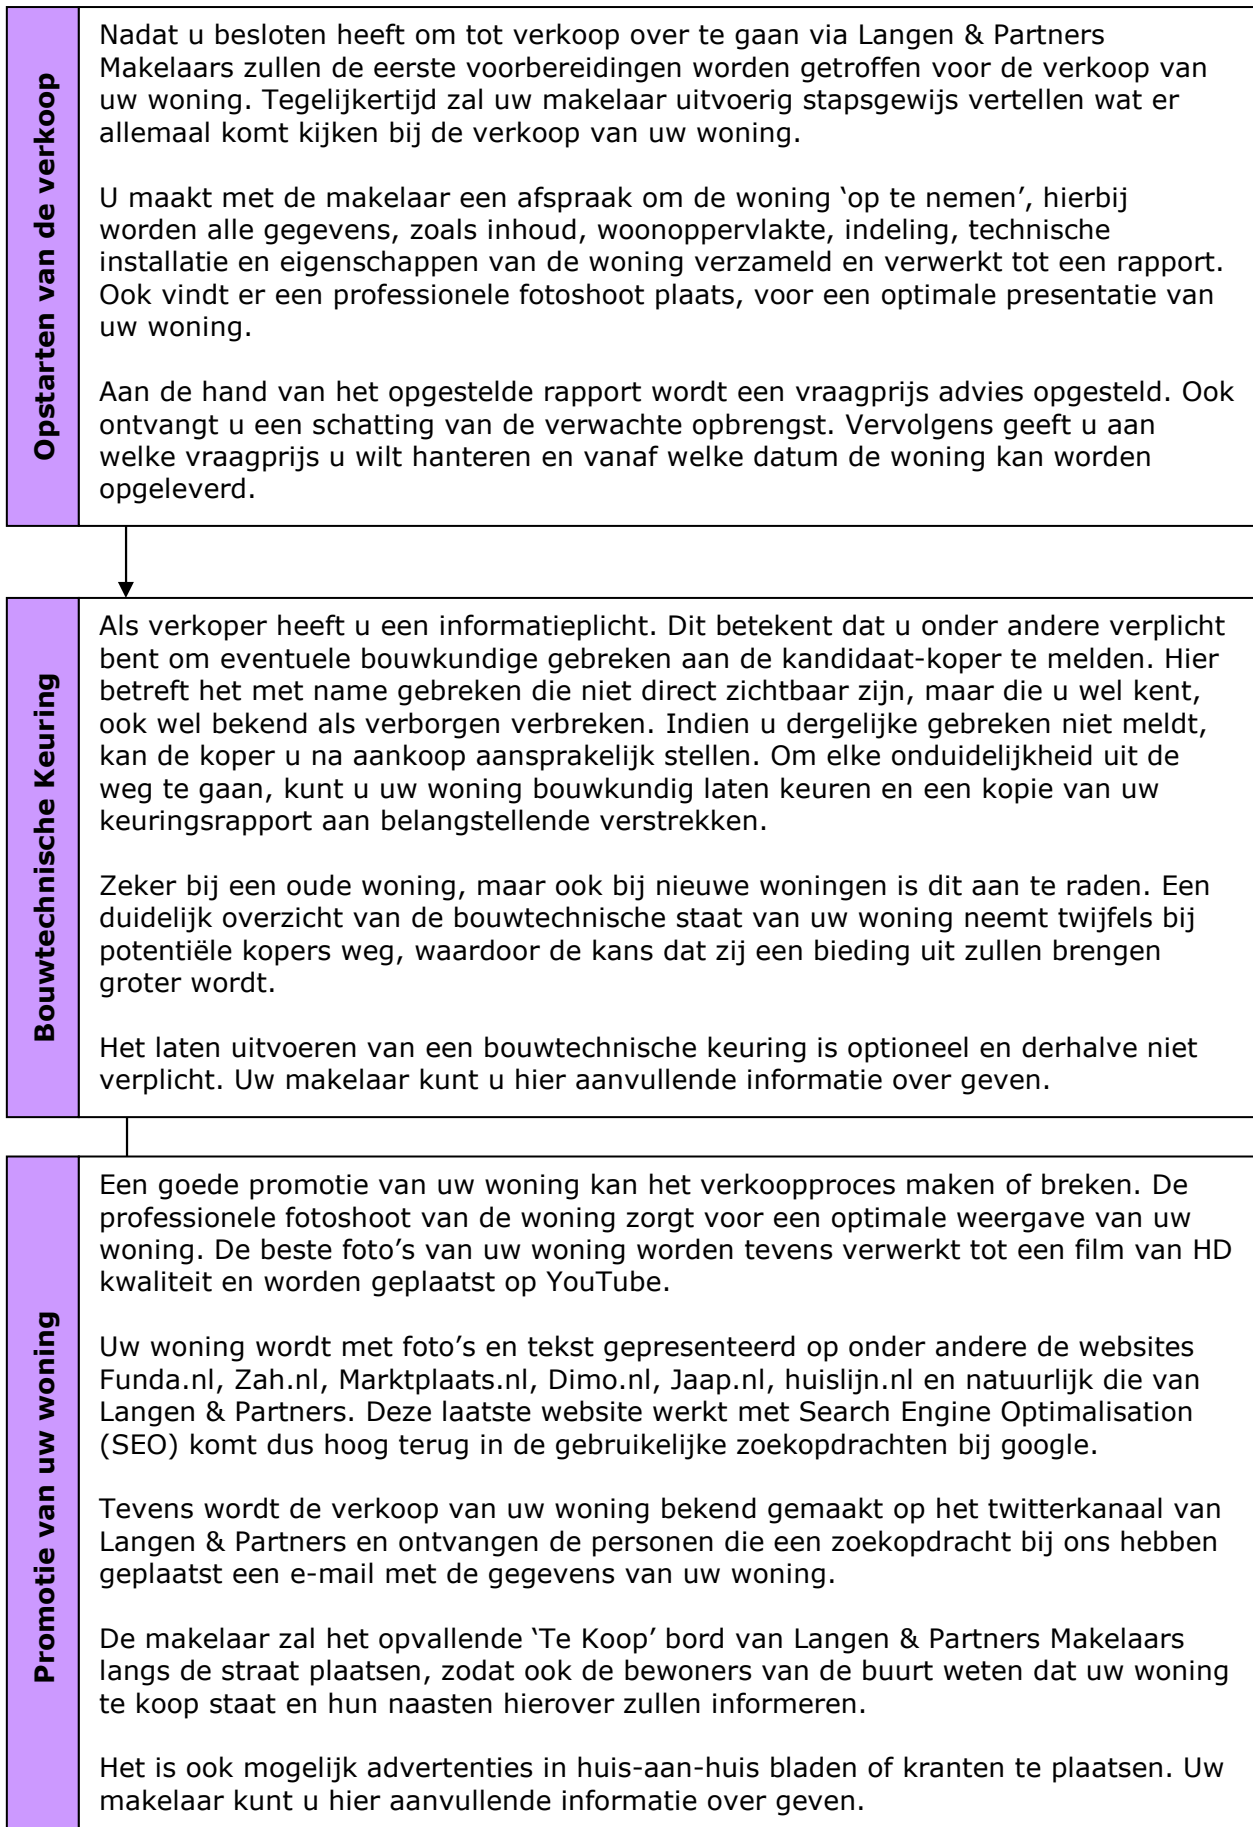 Opstarten van de verkoop
Nadat u besloten heeft om tot verkoop over te gaan via Langen & Partners
Makelaars zullen de eerste voorbereidingen worden getroffen voor de verkoop van
uw woning. Tegelijkertijd zal uw makelaar uitvoerig stapsgewijs vertellen wat er
allemaal komt kijken bij de verkoop van uw woning.
U maakt met de makelaar een afspraak om de woning ‘op te nemen’, hierbij
worden alle gegevens, zoals inhoud, woonoppervlakte, indeling, technische
installatie en eigenschappen van de woning verzameld en verwerkt tot een rapport.
Ook vindt er een professionele fotoshoot plaats, voor een optimale presentatie van
uw woning.
Aan de hand van het opgestelde rapport wordt een vraagprijs advies opgesteld. Ook
ontvangt u een schatting van de verwachte opbrengst. Vervolgens geeft u aan
welke vraagprijs u wilt hanteren en vanaf welke datum de woning kan worden
opgeleverd.
Bouwtechnische Keuring
Als verkoper heeft u een informatieplicht. Dit betekent dat u onder andere verplicht
bent om eventuele bouwkundige gebreken aan de kandidaat-koper te melden. Hier
betreft het met name gebreken die niet direct zichtbaar zijn, maar die u wel kent,
ook wel bekend als verborgen verbreken. Indien u dergelijke gebreken niet meldt,
kan de koper u na aankoop aansprakelijk stellen. Om elke onduidelijkheid uit de
weg te gaan, kunt u uw woning bouwkundig laten keuren en een kopie van uw
keuringsrapport aan belangstellende verstrekken.
Zeker bij een oude woning, maar ook bij nieuwe woningen is dit aan te raden. Een
duidelijk overzicht van de bouwtechnische staat van uw woning neemt twijfels bij
potentiële kopers weg, waardoor de kans dat zij een bieding uit zullen brengen
groter wordt.
Het laten uitvoeren van een bouwtechnische keuring is optioneel en derhalve niet
verplicht. Uw makelaar kunt u hier aanvullende informatie over geven.
Promotie van uw woning
Een goede promotie van uw woning kan het verkoopproces maken of breken. De
professionele fotoshoot van de woning zorgt voor een optimale weergave van uw
woning. De beste foto’s van uw woning worden tevens verwerkt tot een film van HD
kwaliteit en worden geplaatst op YouTube.
Uw woning wordt met foto’s en tekst gepresenteerd op onder andere de websites
Funda.nl, Zah.nl, Marktplaats.nl, Dimo.nl, Jaap.nl, huislijn.nl en natuurlijk die van
Langen & Partners. Deze laatste website werkt met Search Engine Optimalisation
(SEO) komt dus hoog terug in de gebruikelijke zoekopdrachten bij google.
Tevens wordt de verkoop van uw woning bekend gemaakt op het twitterkanaal van
Langen & Partners en ontvangen de personen die een zoekopdracht bij ons hebben
geplaatst een e-mail met de gegevens van uw woning.
De makelaar zal het opvallende ‘Te Koop’ bord van Langen & Partners Makelaars
langs de straat plaatsen, zodat ook de bewoners van de buurt weten dat uw woning
te koop staat en hun naasten hierover zullen informeren.
Het is ook mogelijk advertenties in huis-aan-huis bladen of kranten te plaatsen. Uw
makelaar kunt u hier aanvullende informatie over geven.